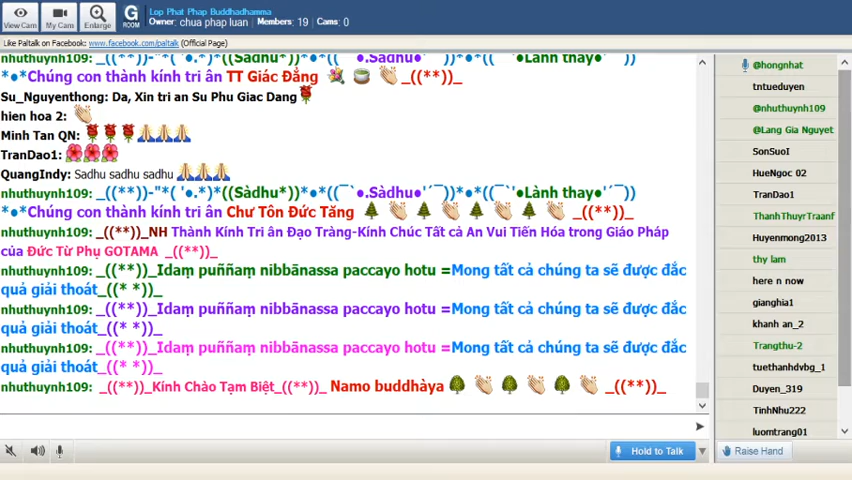 View Cam
My Cam
Enlarge
G
ROOM
Lop Phat Phap Buddhadhamma
Owner: chua phap luan Members: 19 Cams: 0
Like Paltalk on Facebook: www.facebook.com/paltalk (Official Page)
nhuthuynh109: _((**))-"*( '●.*)*((Sàdhu*))*●*((¯`●.Sàdhu●'´¯))*●*((¯`'●Lành thay●'´¯))
*●*Chúng con thành kính tri ân TT Giác Đẳng _((**))_
Su_Nguyenthong: Da, Xin tri an Su Phu Giac Dang
hien hoa 2:
Minh Tan QN:
TranDao1:
QuangIndy: Sadhu sadhu sadhu
nhuthuynh109: _((**))-"*( '●.*)*((Sàdhu*))*●*((¯`●.Sàdhu●'´¯))*●*((¯`'●Lành thay●'´¯))
*●*Chúng con thành kính tri ân Chư Tôn Đức Tăng _((**))_
nhuthuynh109: _((**))_NH Thành Kính Tri ân Đạo Tràng-Kính Chúc Tất cả An Vui Tiến Hóa trong Giáo Pháp
của Đức Từ Phụ GOTAMA _((**))_
nhuthuynh109: _((**))_Idaṃ puññaṃ nibbānassa paccayo hotu =Mong tất cả chúng ta sẽ được đắc
quả giải thoát_((* *))_
nhuthuynh109: _((**))_Idaṃ puññaṃ nibbānassa paccayo hotu =Mong tất cả chúng ta sẽ được đắc
quả giải thoát_((* *))_
nhuthuynh109: _((**))_Idaṃ puññaṃ nibbānassa paccayo hotu =Mong tất cả chúng ta sẽ được đắc
quả giải thoát_((* *))_
nhuthuynh109: _((**))_Kính Chào Tạm Biệt_((**))_ Namo buddhàya _((**))_
Hold to Talk
@hongnhat
tntueduyen
@nhuthuynh109
@Lang Gia Nguyet
SonSuoI
HueNgoc 02
TranDao1
ThanhThuyrTraanf
Huyenmong2013
thy lam
here n now
gianghia1
khanh an_2
Trangthu-2
tuethanhdvbg_1
Duyen_319
TinhNhu222
luomtrang01
Raise Hand